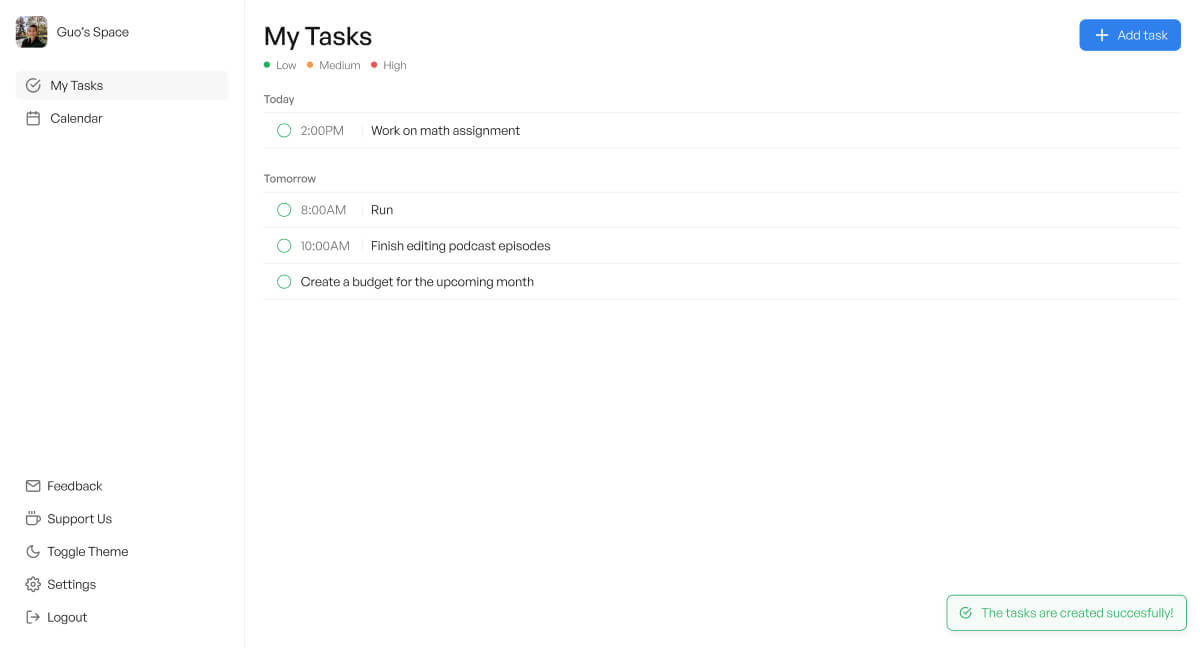 Guo's Space
My Tasks
Calendar
Feedback
Support Us
Toggle Theme
Settings
Logout
My Tasks
Add task
Low Medium High
Today
2:00PM Work on math assignment
Tomorrow
8:00AM Run
10:00AM Finish editing podcast episodes
Create a budget for the upcoming month
The tasks are created succesfully!